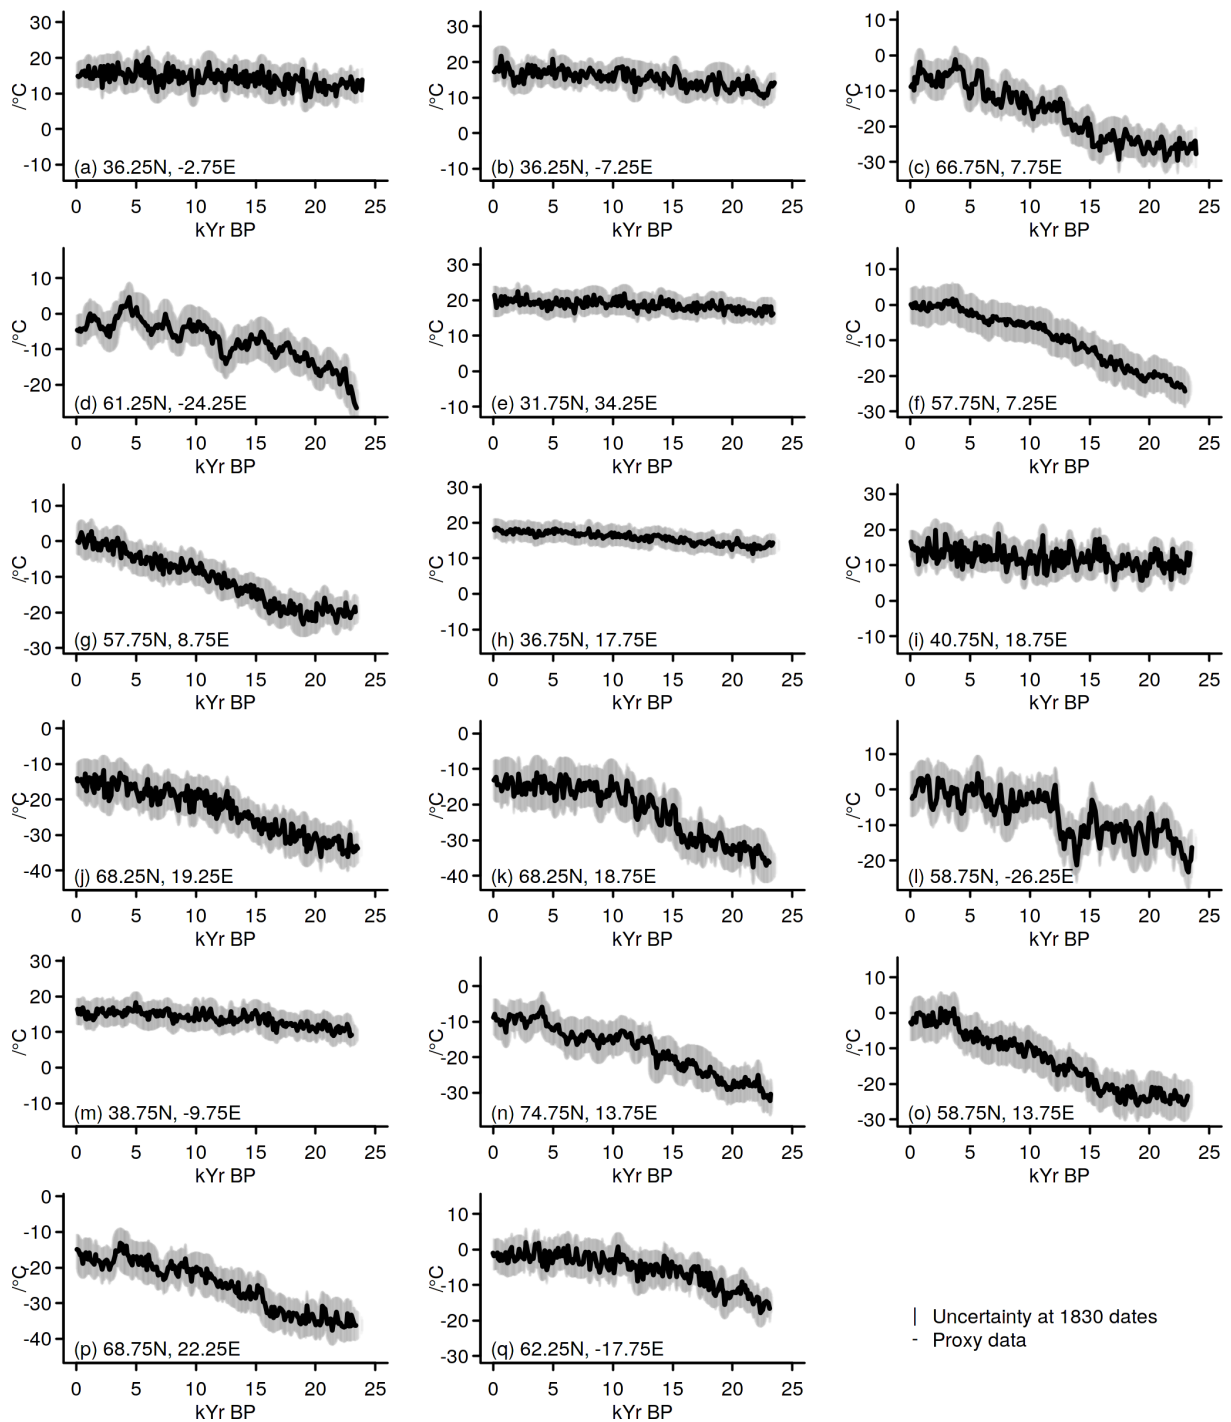 30
20
10
0
-10
/°C
(a) 36.25N, -2.75E
0 5 10 15 20 25
kYr BP
30
20
10
0
-10
/°C
(b) 36.25N, -7.25E
0 5 10 15 20 25
kYr BP
10
0
-10
-20
-30
/°C
(c) 66.75N, 7.75E
0 5 10 15 20 25
kYr BP
10
0
-10
-20
/°C
(d) 61.25N, -24.25E
0 5 10 15 20 25
kYr BP
30
20
10
0
-10
/°C
(e) 31.75N, 34.25E
0 5 10 15 20 25
kYr BP
10
0
-10
-20
-30
/°C
(f) 57.75N, 7.25E
0 5 10 15 20 25
kYr BP
10
0
-10
-20
-30
/°C
(g) 57.75N, 8.75E
0 5 10 15 20 25
kYr BP
30
20
10
0
-10
/°C
(h) 36.75N, 17.75E
0 5 10 15 20 25
kYr BP
30
20
10
0
-10
/°C
(i) 40.75N, 18.75E
0 5 10 15 20 25
kYr BP
0
-10
-20
-30
-40
/°C
(j) 68.25N, 19.25E
0 5 10 15 20 25
kYr BP
0
-10
-20
-30
-40
/°C
(k) 68.25N, 18.75E
0 5 10 15 20 25
kYr BP
10
0
-10
-20
/°C
(l) 58.75N, -26.25E
0 5 10 15 20 25
kYr BP
30
20
10
0
-10
/°C
(m) 38.75N, -9.75E
0 5 10 15 20 25
kYr BP
0
-10
-20
-30
/°C
(n) 74.75N, 13.75E
0 5 10 15 20 25
kYr BP
10
0
-10
-20
-30
/°C
(o) 58.75N, 13.75E
0 5 10 15 20 25
kYr BP
0
-10
-20
-30
-40
/°C
(p) 68.75N, 22.25E
0 5 10 15 20 25
kYr BP
10
0
-10
-20
-30
/°C
(q) 62.25N, -17.75E
0 5 10 15 20 25
kYr BP
Uncertainty at 1830 dates
Proxy data